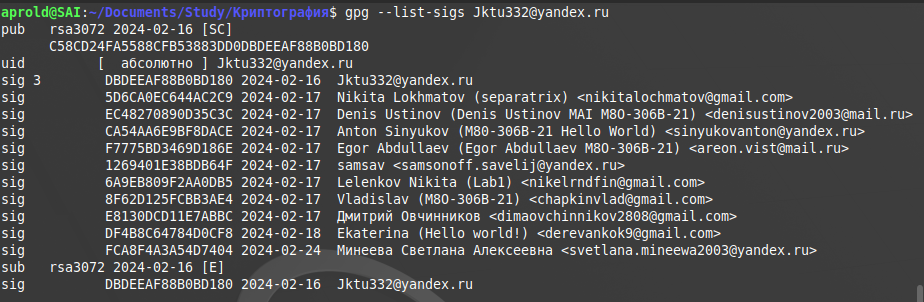 aprold@SAI:~/Documents/Study/Криптография$ gpg --list-sigs Jktu332@yandex.ru
pub   rsa3072 2024-02-16 [SC]
      C58CD24FA5588CFB53883DD0DBDEEAF88B0BD180
uid           [  абсолютно ] Jktu332@yandex.ru
sig 3        DBDEEAF88B0BD180 2024-02-16  Jktu332@yandex.ru
sig          5D6CA0EC644AC2C9 2024-02-17  Nikita Lokhmatov (separatrix) <nikitalochmatov@gmail.com>
sig          EC48270890D35C3C 2024-02-17  Denis Ustinov (Denis Ustinov MAI M8O-306B-21) <denisustinov2003@mail.ru>
sig          CA54AA6E9BF8DACE 2024-02-17  Anton Sinyukov (M80-306B-21 Hello World) <sinyukovanton@yandex.ru>
sig          F7775BD3469D186E 2024-02-17  Egor Abdullaev (Egor Abdullaev M8O-306B-21) <areon.vist@mail.ru>
sig          1269401E38BDB64F 2024-02-17  samsav <samsonoff.savelij@yandex.ru>
sig          6A9EB809F2AA0DB5 2024-02-17  Lelenkov Nikita (Lab1) <nikelrndfin@gmail.com>
sig          8F62D125FCBB3AE4 2024-02-17  Vladislav (M8O-306B-21) <chapkinvlad@gmail.com>
sig          E8130DCD11E7ABBC 2024-02-17  Дмитрий Овчинников <dimaovchinnikov2808@gmail.com>
sig          DF4B8C64784D0CF8 2024-02-18  Ekaterina (Hello world!) <derevankok9@gmail.com>
sig          FCA8F4A3A54D7404 2024-02-24  Минеева Светлана Алексеевна <svetlana.mineewa2003@yandex.ru>
sub   rsa3072 2024-02-16 [E]
sig          DBDEEAF88B0BD180 2024-02-16  Jktu332@yandex.ru